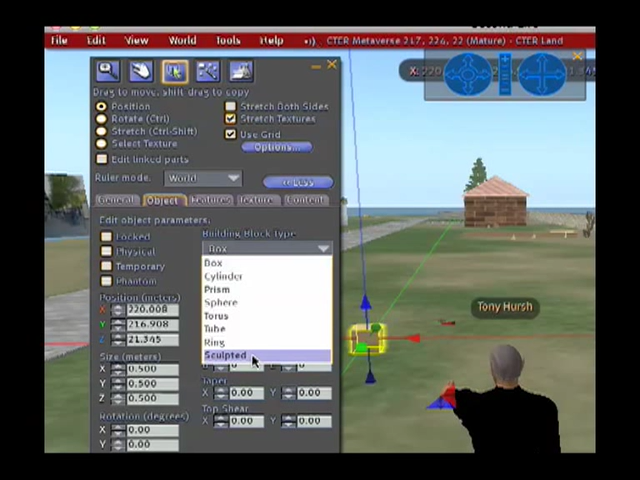 File Edit View World Tools Help CTER Metaverse 217, 226, 22 (Mature) - CTER Land
Drag to move, shift-drag to copy
Position
Rotate (Ctrl)
Stretch (Ctrl-Shift)
Select Texture
Edit linked parts
Stretch Both Sides
Stretch Textures
Use Grid
Options...
Ruler mode: World
General Object Features Texture Content
Edit object parameters:
Locked
Physical
Temporary
Phantom
Position (meters)
X 220.008
Y 216.908
Z 21.345
Size (meters)
X 0.500
Y 0.500
Z 0.500
Rotation (degrees)
X 0.00
Y 0.00
Building Block Type
Box
Box
Cylinder
Prism
Sphere
Torus
Tube
Ring
Sculpted
Taper
X 0.00 Y 0.00
Top Shear
X 0.00 Y 0.00
Tony Hursh